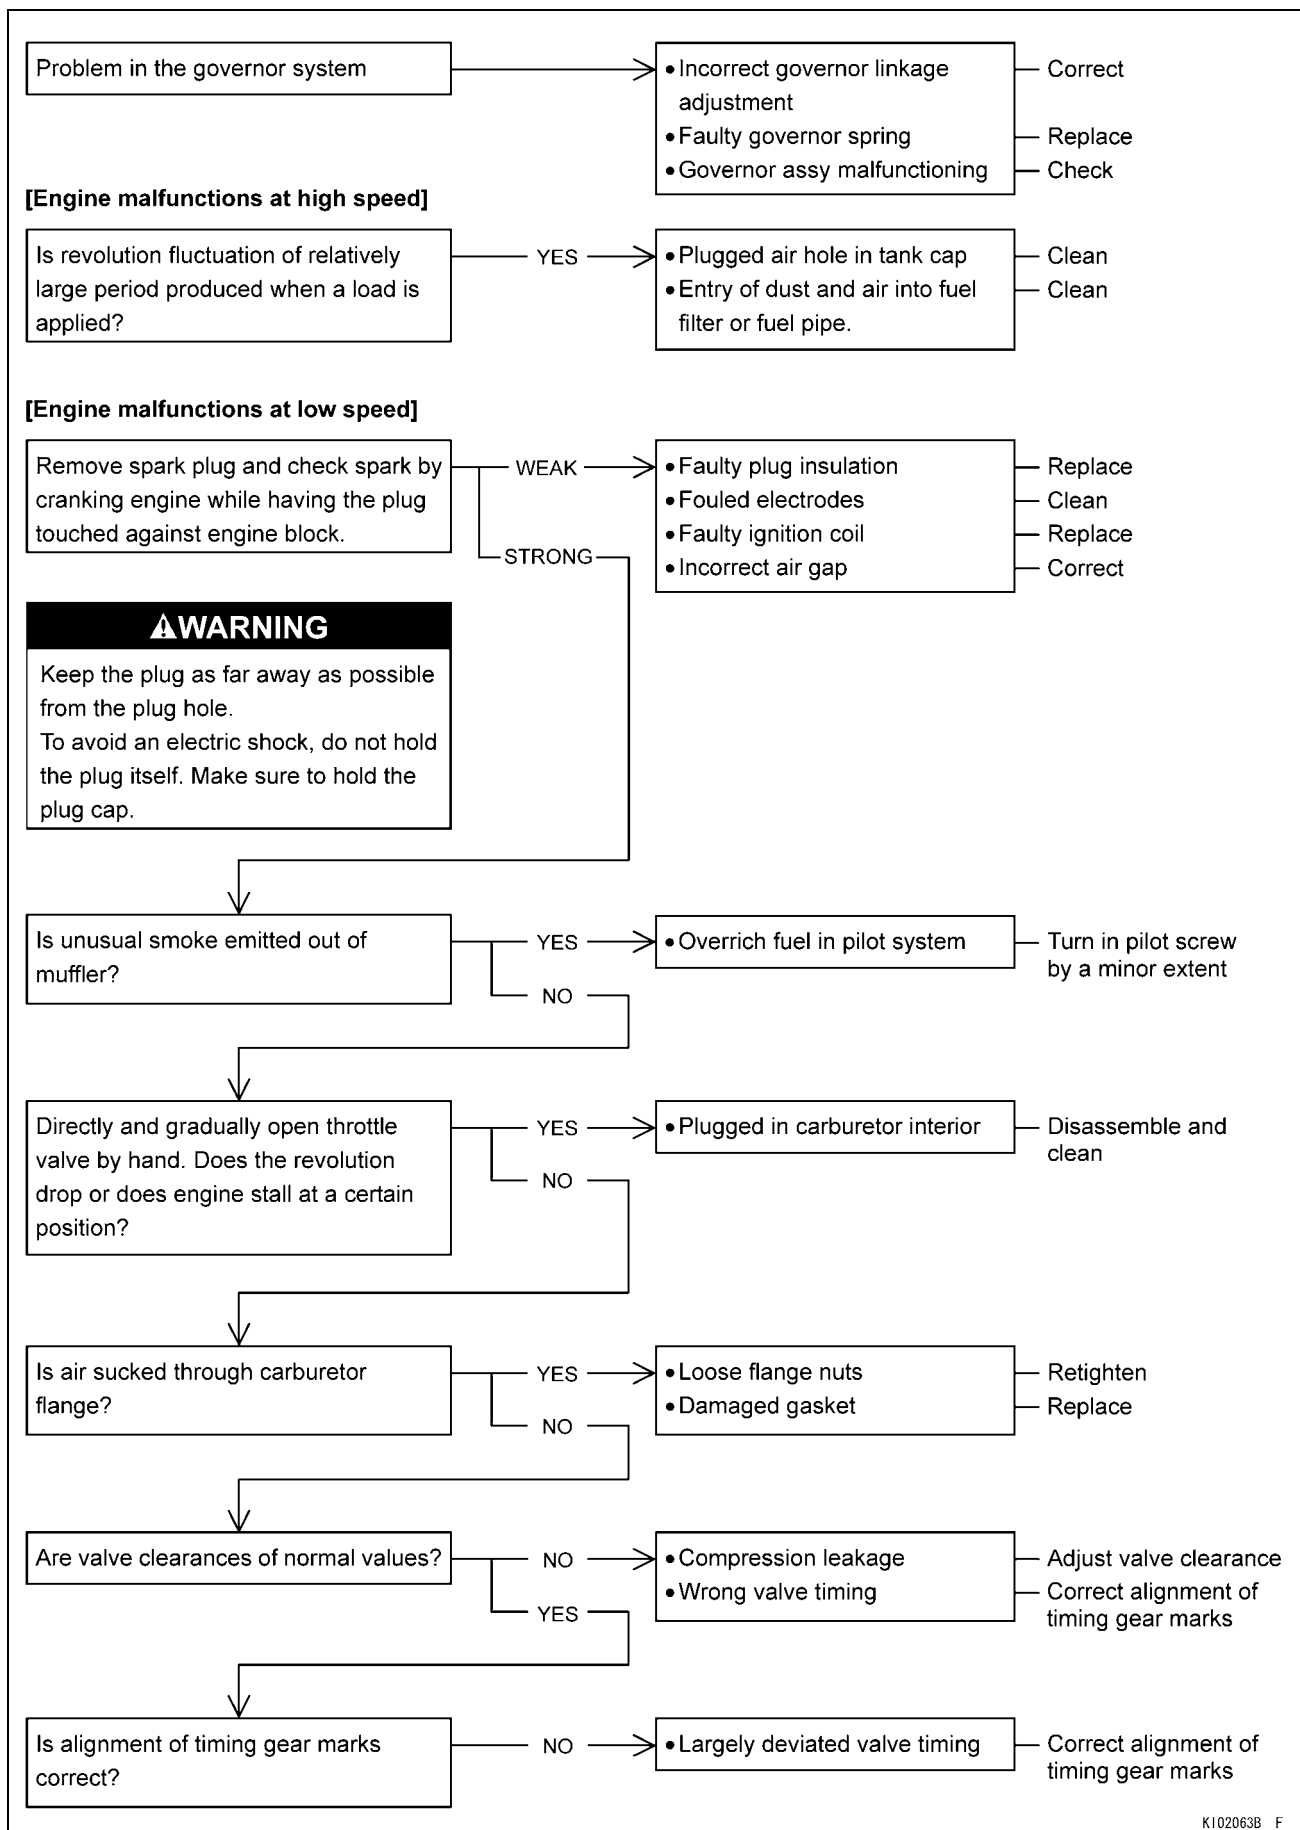 Problem in the governor system
• Incorrect governor linkage
adjustment
• Faulty governor spring
• Governor assy malfunctioning
Correct
Replace
Check
[Engine malfunctions at high speed]
Is revolution fluctuation of relatively
large period produced when a load is
applied?
YES
• Plugged air hole in tank cap
• Entry of dust and air into fuel
filter or fuel pipe.
Clean
Clean
[Engine malfunctions at low speed]
Remove spark plug and check spark by
cranking engine while having the plug
touched against engine block.
WEAK
STRONG
• Faulty plug insulation
• Fouled electrodes
• Faulty ignition coil
• Incorrect air gap
Replace
Clean
Replace
Correct
⚠WARNING
Keep the plug as far away as possible
from the plug hole.
To avoid an electric shock, do not hold
the plug itself. Make sure to hold the
plug cap.
Is unusual smoke emitted out of
muffler?
YES
NO
• Overrich fuel in pilot system
Turn in pilot screw
by a minor extent
Directly and gradually open throttle
valve by hand. Does the revolution
drop or does engine stall at a certain
position?
YES
NO
• Plugged in carburetor interior
Disassemble and
clean
Is air sucked through carburetor
flange?
YES
NO
• Loose flange nuts
• Damaged gasket
Retighten
Replace
Are valve clearances of normal values?
NO
YES
• Compression leakage
• Wrong valve timing
Adjust valve clearance
Correct alignment of
timing gear marks
Is alignment of timing gear marks
correct?
NO
• Largely deviated valve timing
Correct alignment of
timing gear marks
KI02063B F